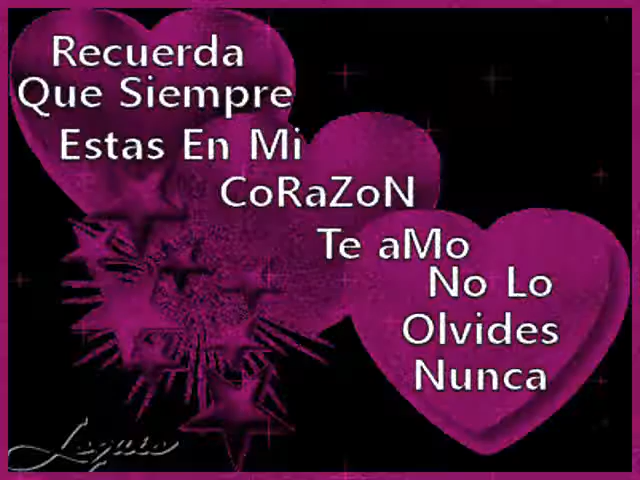 Recuerda
Que Siempre
Estas En Mi
CoRaZoN
Te aMo
No Lo
Olvides
Nunca